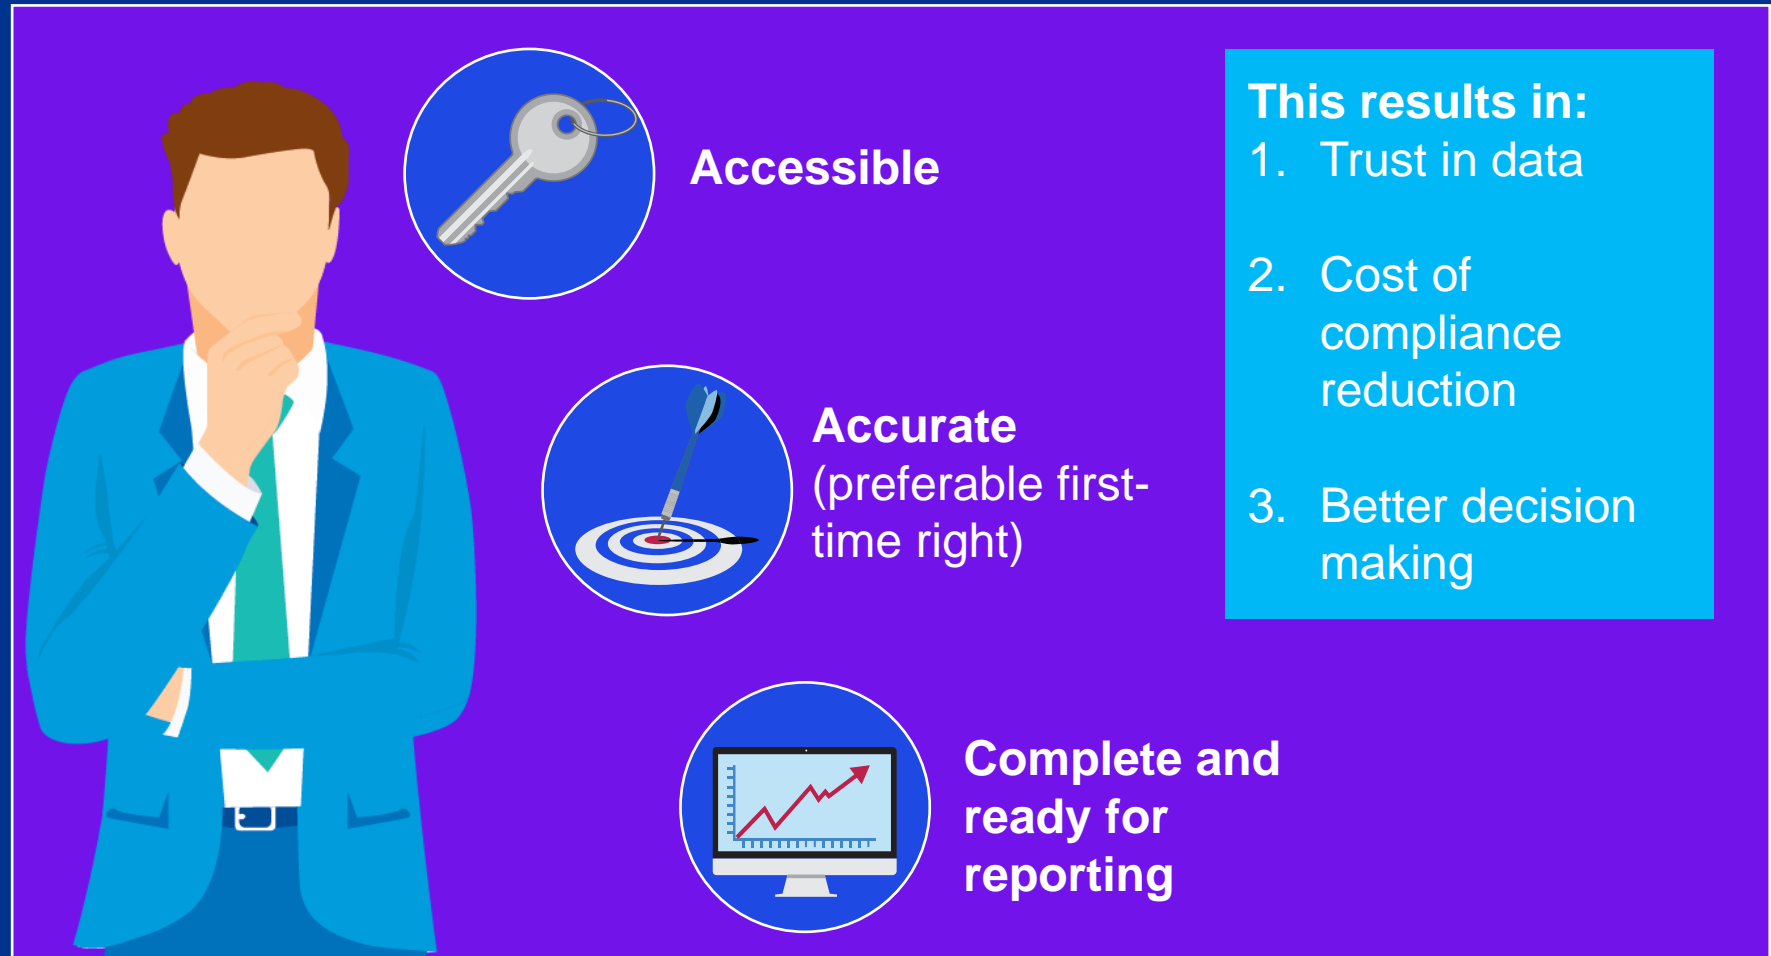 Accessible
Accurate
(preferable first-
time right)
Complete and
ready for
reporting
This results in:
1. Trust in data
2. Cost of
compliance
reduction
3. Better decision
making